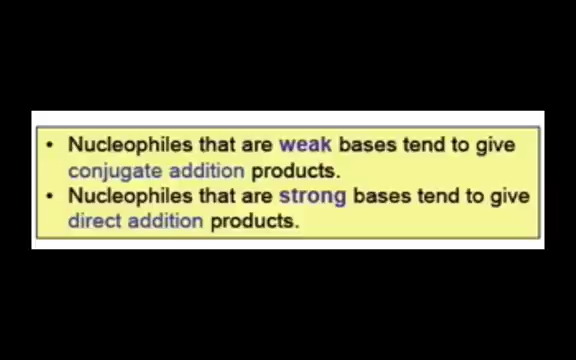 • Nucleophiles that are weak bases tend to give
conjugate addition products.
• Nucleophiles that are strong bases tend to give
direct addition products.